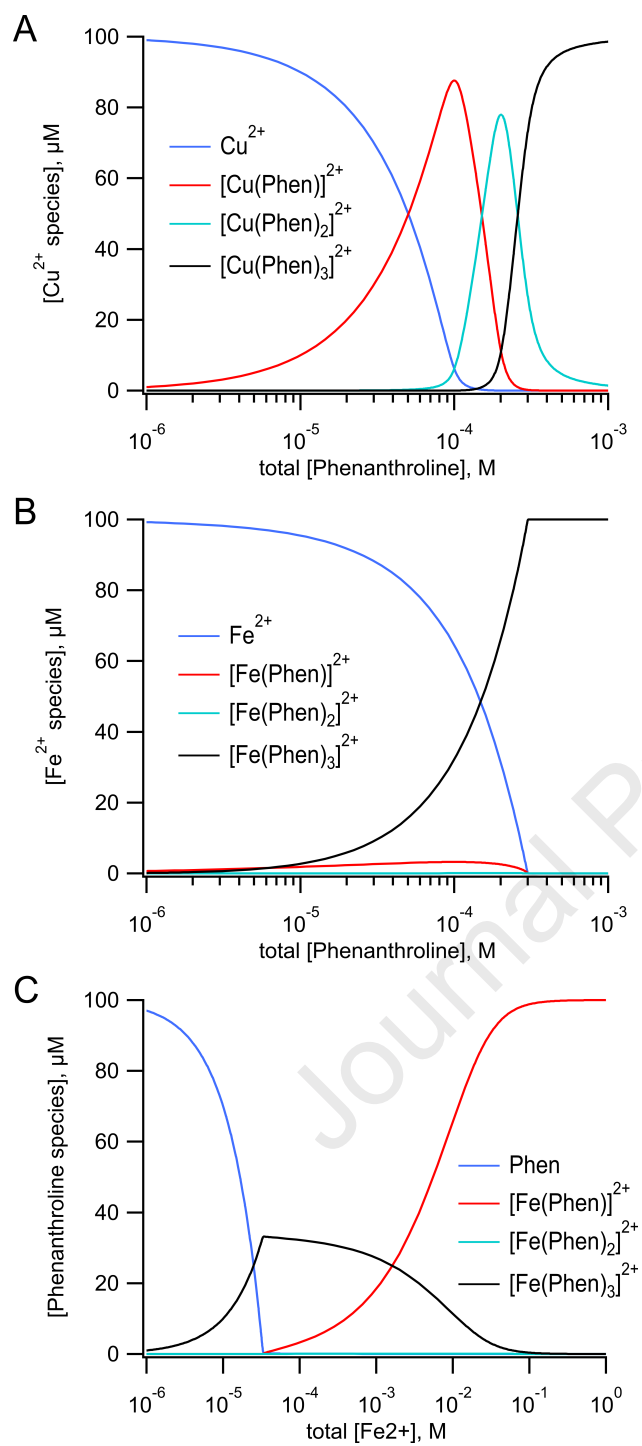 A
100
80
60
40
20
0
[Cu2+ species], µM
Cu2+
[Cu(Phen)]2+
[Cu(Phen)2]2+
[Cu(Phen)3]2+
10-6 10-5 10-4 10-3
total [Phenanthroline], M
B
100
80
60
40
20
0
[Fe2+ species], µM
Fe2+
[Fe(Phen)]2+
[Fe(Phen)2]2+
[Fe(Phen)3]2+
10-6 10-5 10-4 10-3
total [Phenanthroline], M
C
100
80
60
40
20
0
[Phenanthroline species], µM
Phen
[Fe(Phen)]2+
[Fe(Phen)2]2+
[Fe(Phen)3]2+
10-6 10-5 10-4 10-3 10-2 10-1 100
total [Fe2+], M
Journal P